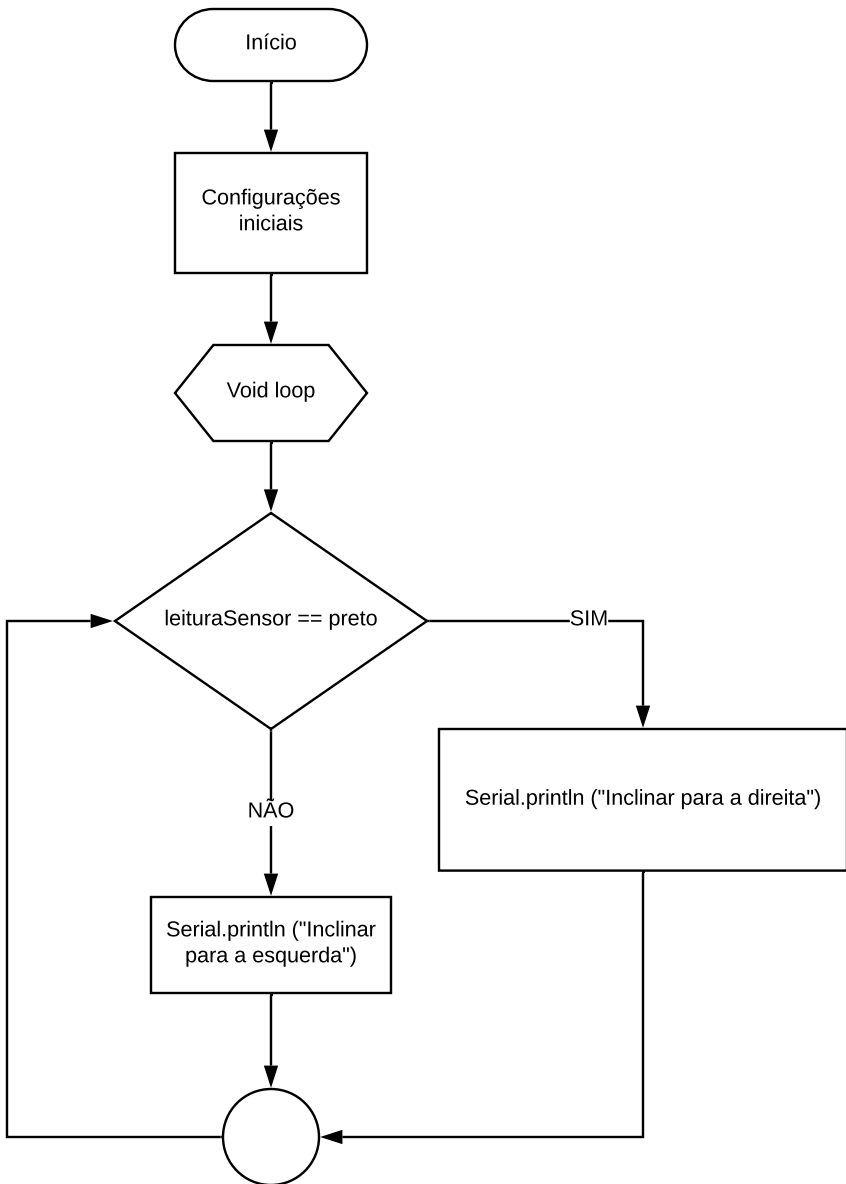 Início
Configurações
iniciais
Void loop
leituraSensor == preto
SIM
Serial.println ("Inclinar para a direita")
NÃO
Serial.println ("Inclinar
para a esquerda")